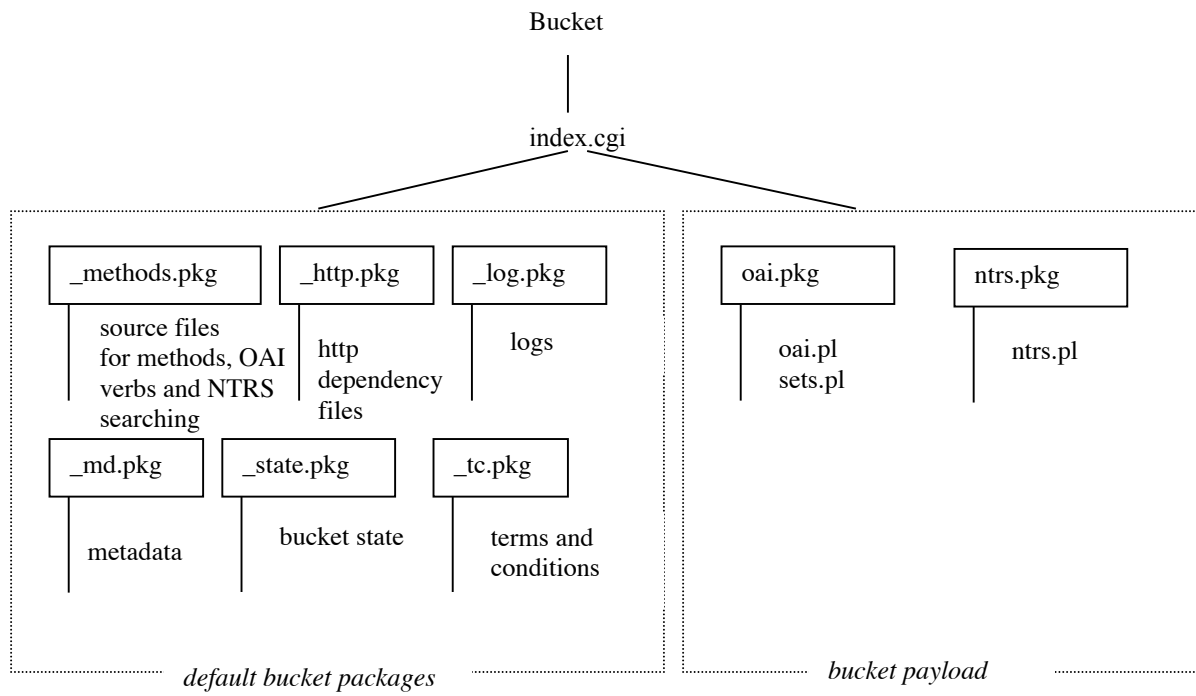 Bucket
index.cgi
_methods.pkg
source files
for methods, OAI
verbs and NTRS
searching
_http.pkg
http
dependency
files
_log.pkg
logs
_md.pkg
metadata
_state.pkg
bucket state
_tc.pkg
terms and
conditions
default bucket packages
oai.pkg
oai.pl
sets.pl
ntrs.pkg
ntrs.pl
bucket payload